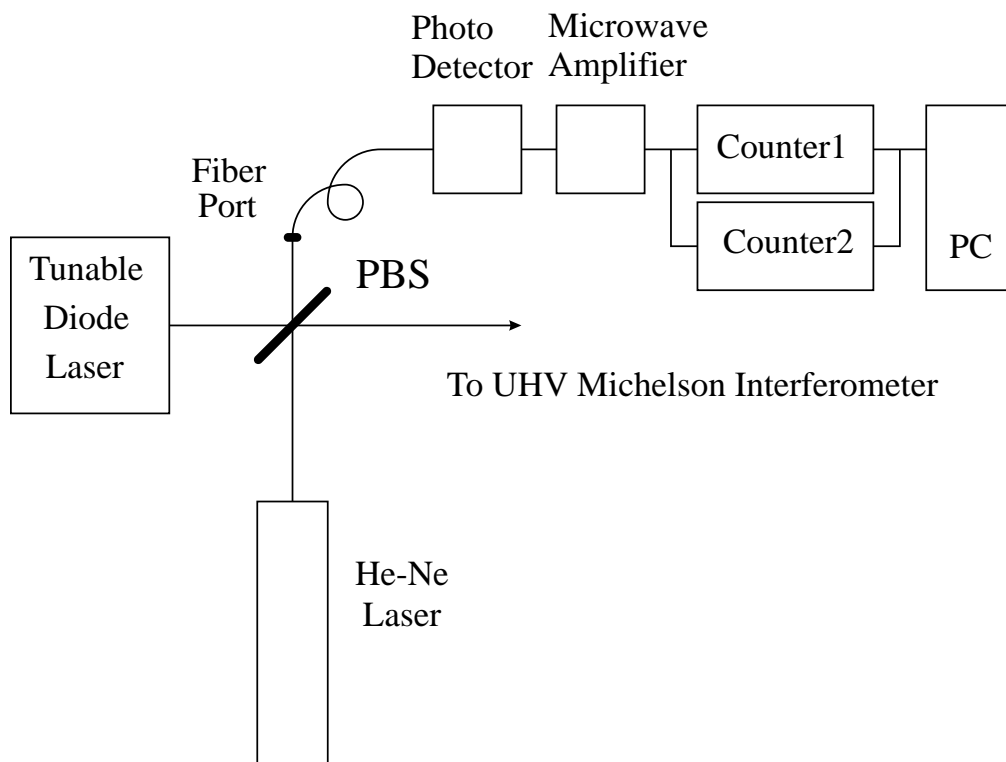 Photo
Detector
Microwave
Amplifier
Counter1
Counter2
PC
Fiber
Port
PBS
Tunable
Diode
Laser
To UHV Michelson Interferometer
He-Ne
Laser